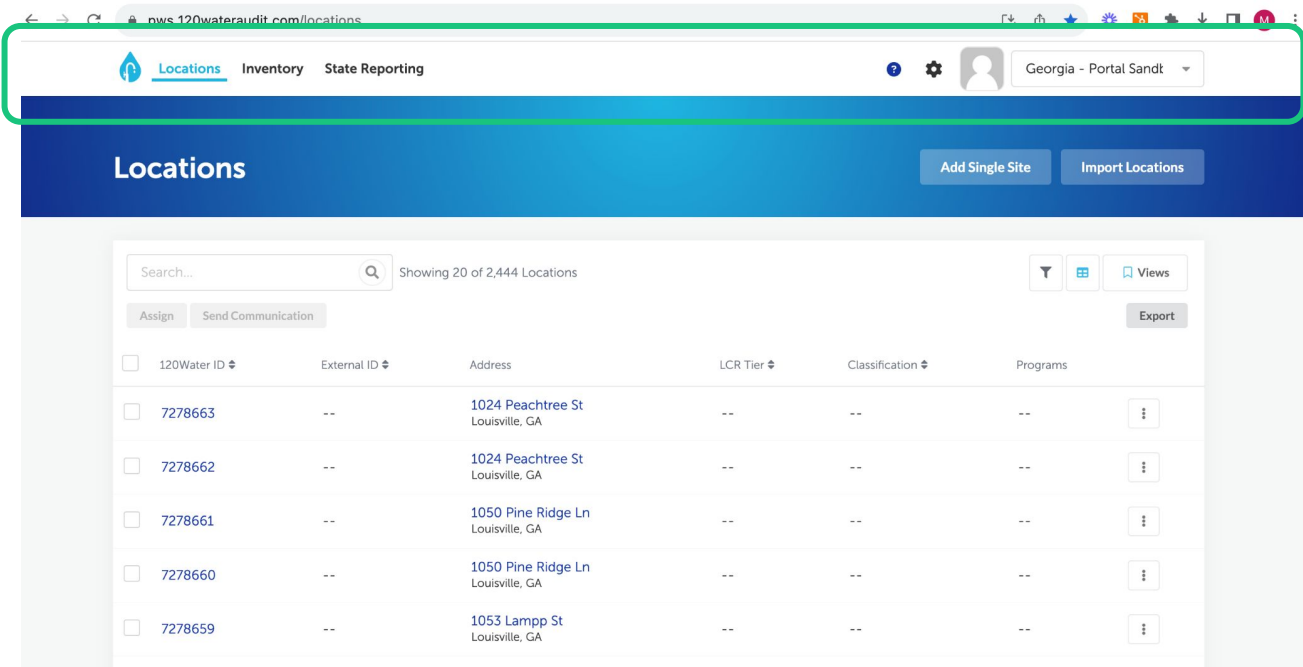 pws.120wateraudit.com/locations
M
Locations Inventory State Reporting
? Georgia - Portal Sandb
Locations
Add Single Site Import Locations
Search... Showing 20 of 2,444 Locations Views
Assign Send Communication Export
120Water ID External ID Address LCR Tier Classification Programs
7278663 -- 1024 Peachtree St -- -- --
Louisville, GA
7278662 -- 1024 Peachtree St -- -- --
Louisville, GA
7278661 -- 1050 Pine Ridge Ln -- -- --
Louisville, GA
7278660 -- 1050 Pine Ridge Ln -- -- --
Louisville, GA
7278659 -- 1053 Lampp St -- -- --
Louisville, GA